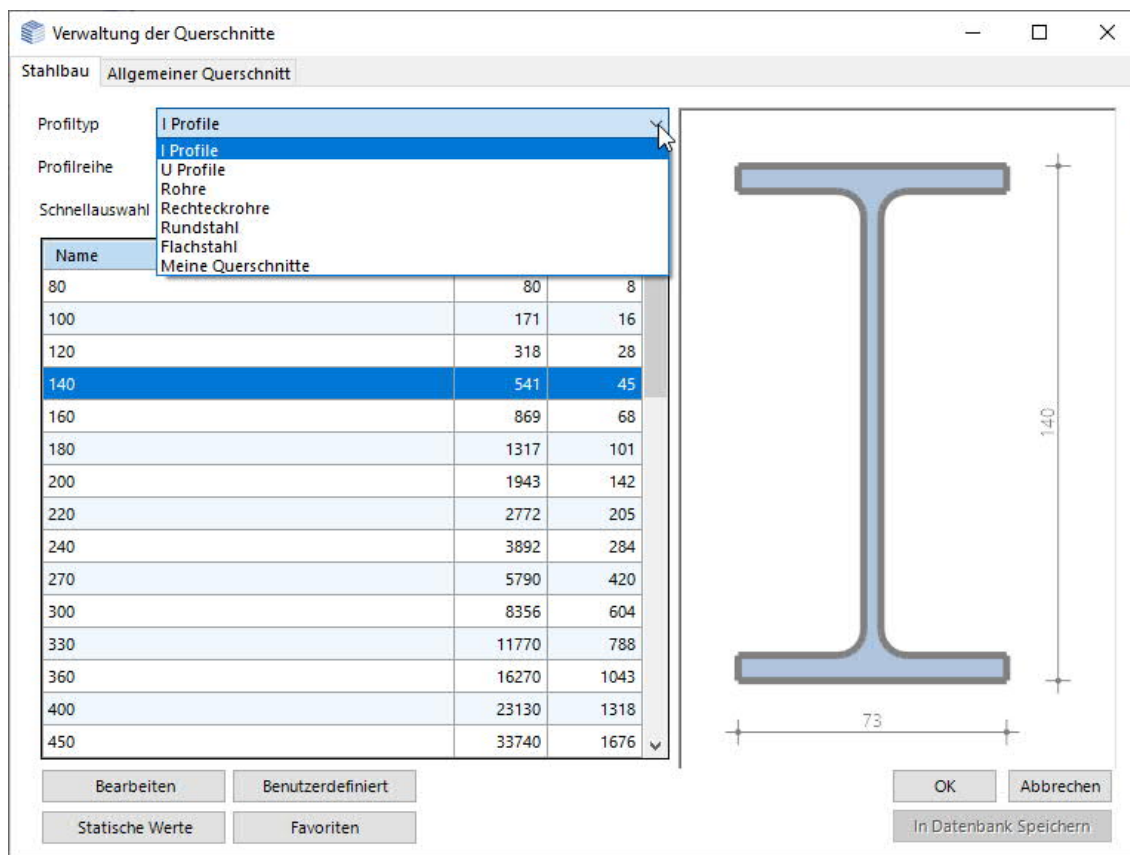 Verwaltung der Querschnitte
Stahlbau Allgemeiner Querschnitt
Profiltyp I Profile
I Profile
Profilreihe
U Profile
Rohre
Rechteckrohre
Schnellauswahl
Rundstahl
Flachstahl
Meine Querschnitte
Name
80 80 8
100 171 16
120 318 28
140 541 45
160 869 68
180 1317 101
200 1943 142
220 2772 205
240 3892 284
270 5790 420
300 8356 604
330 11770 788
360 16270 1043
400 23130 1318
450 33740 1676
140
73
Bearbeiten Benutzerdefiniert OK Abbrechen
Statische Werte Favoriten In Datenbank Speichern